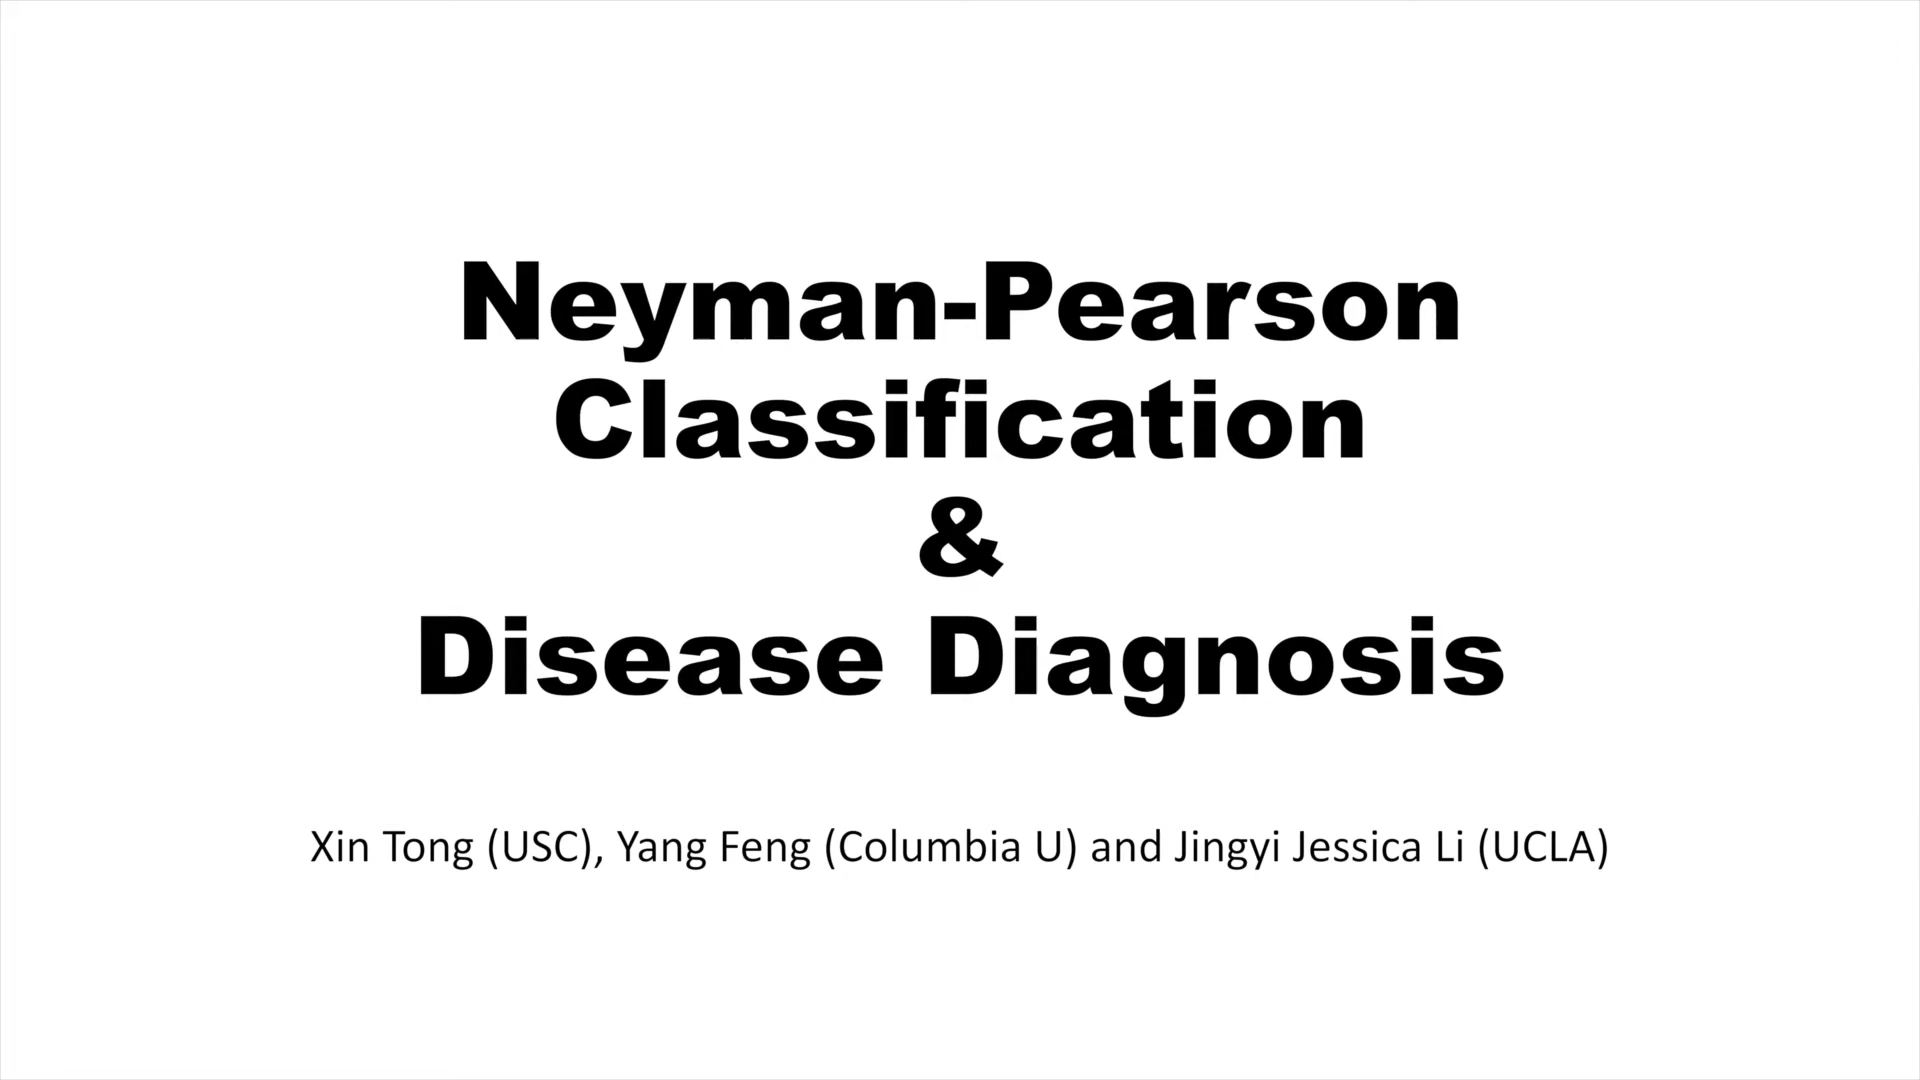 Neyman-Pearson
Classification
&
Disease Diagnosis
Xin Tong (USC), Yang Feng (Columbia U) and Jingyi Jessica Li (UCLA)